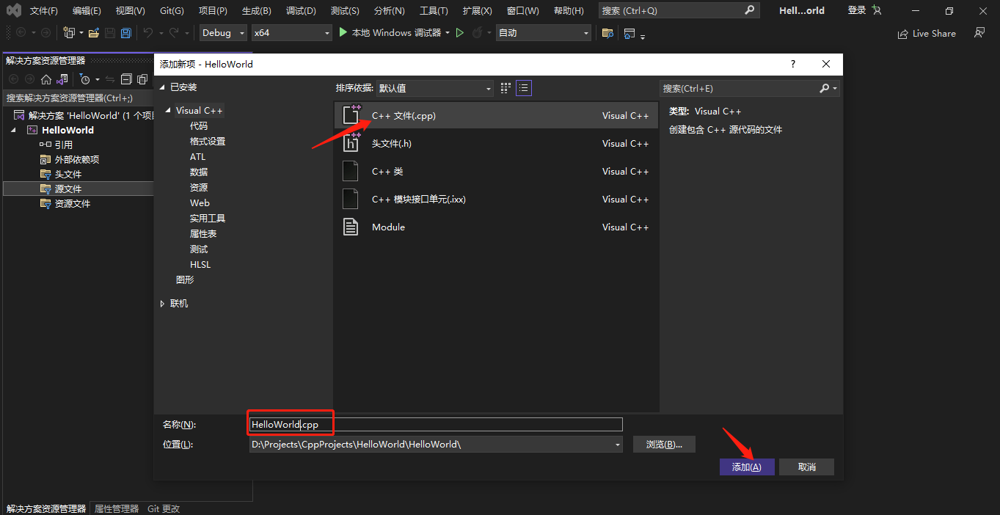 文件(F) 编辑(E) 视图(V) Git(G) 项目(P) 生成(B) 调试(D) 测试(S) 分析(N) 工具(T) 扩展(X) 窗口(W) 帮助(H) 搜索 (Ctrl+Q) Hell...orld 登录
Debug x64 本地 Windows 调试器 自动 Live Share
解决方案资源管理器
搜索解决方案资源管理器(Ctrl+;)
解决方案 'HelloWorld' (1 个项
HelloWorld
引用
外部依赖项
头文件
源文件
资源文件
添加新项 - HelloWorld ?
已安装
Visual C++
代码
格式设置
ATL
数据
资源
Web
实用工具
属性表
测试
HLSL
图形
联机
排序依据: 默认值
C++ 文件(.cpp) Visual C++
头文件(.h) Visual C++
C++ 类 Visual C++
C++ 模块接口单元(.ixx) Visual C++
Module Visual C++
搜索(Ctrl+E)
类型: Visual C++
创建包含 C++ 源代码的文件
名称(N): HelloWorld.cpp
位置(L): D:\Projects\CppProjects\HelloWorld\HelloWorld\ 浏览(B)...
添加(A) 取消
解决方案资源管理器 属性管理器 Git 更改